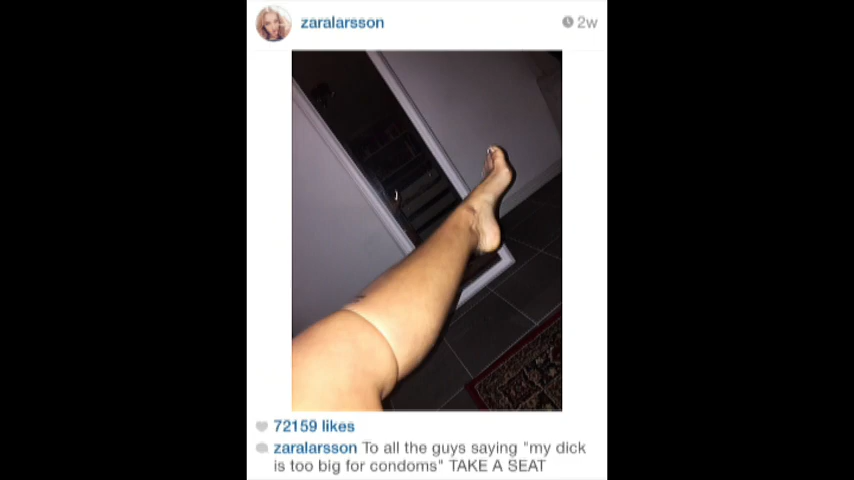 zaralarsson
2w
72159 likes
zaralarsson To all the guys saying "my dick
is too big for condoms" TAKE A SEAT